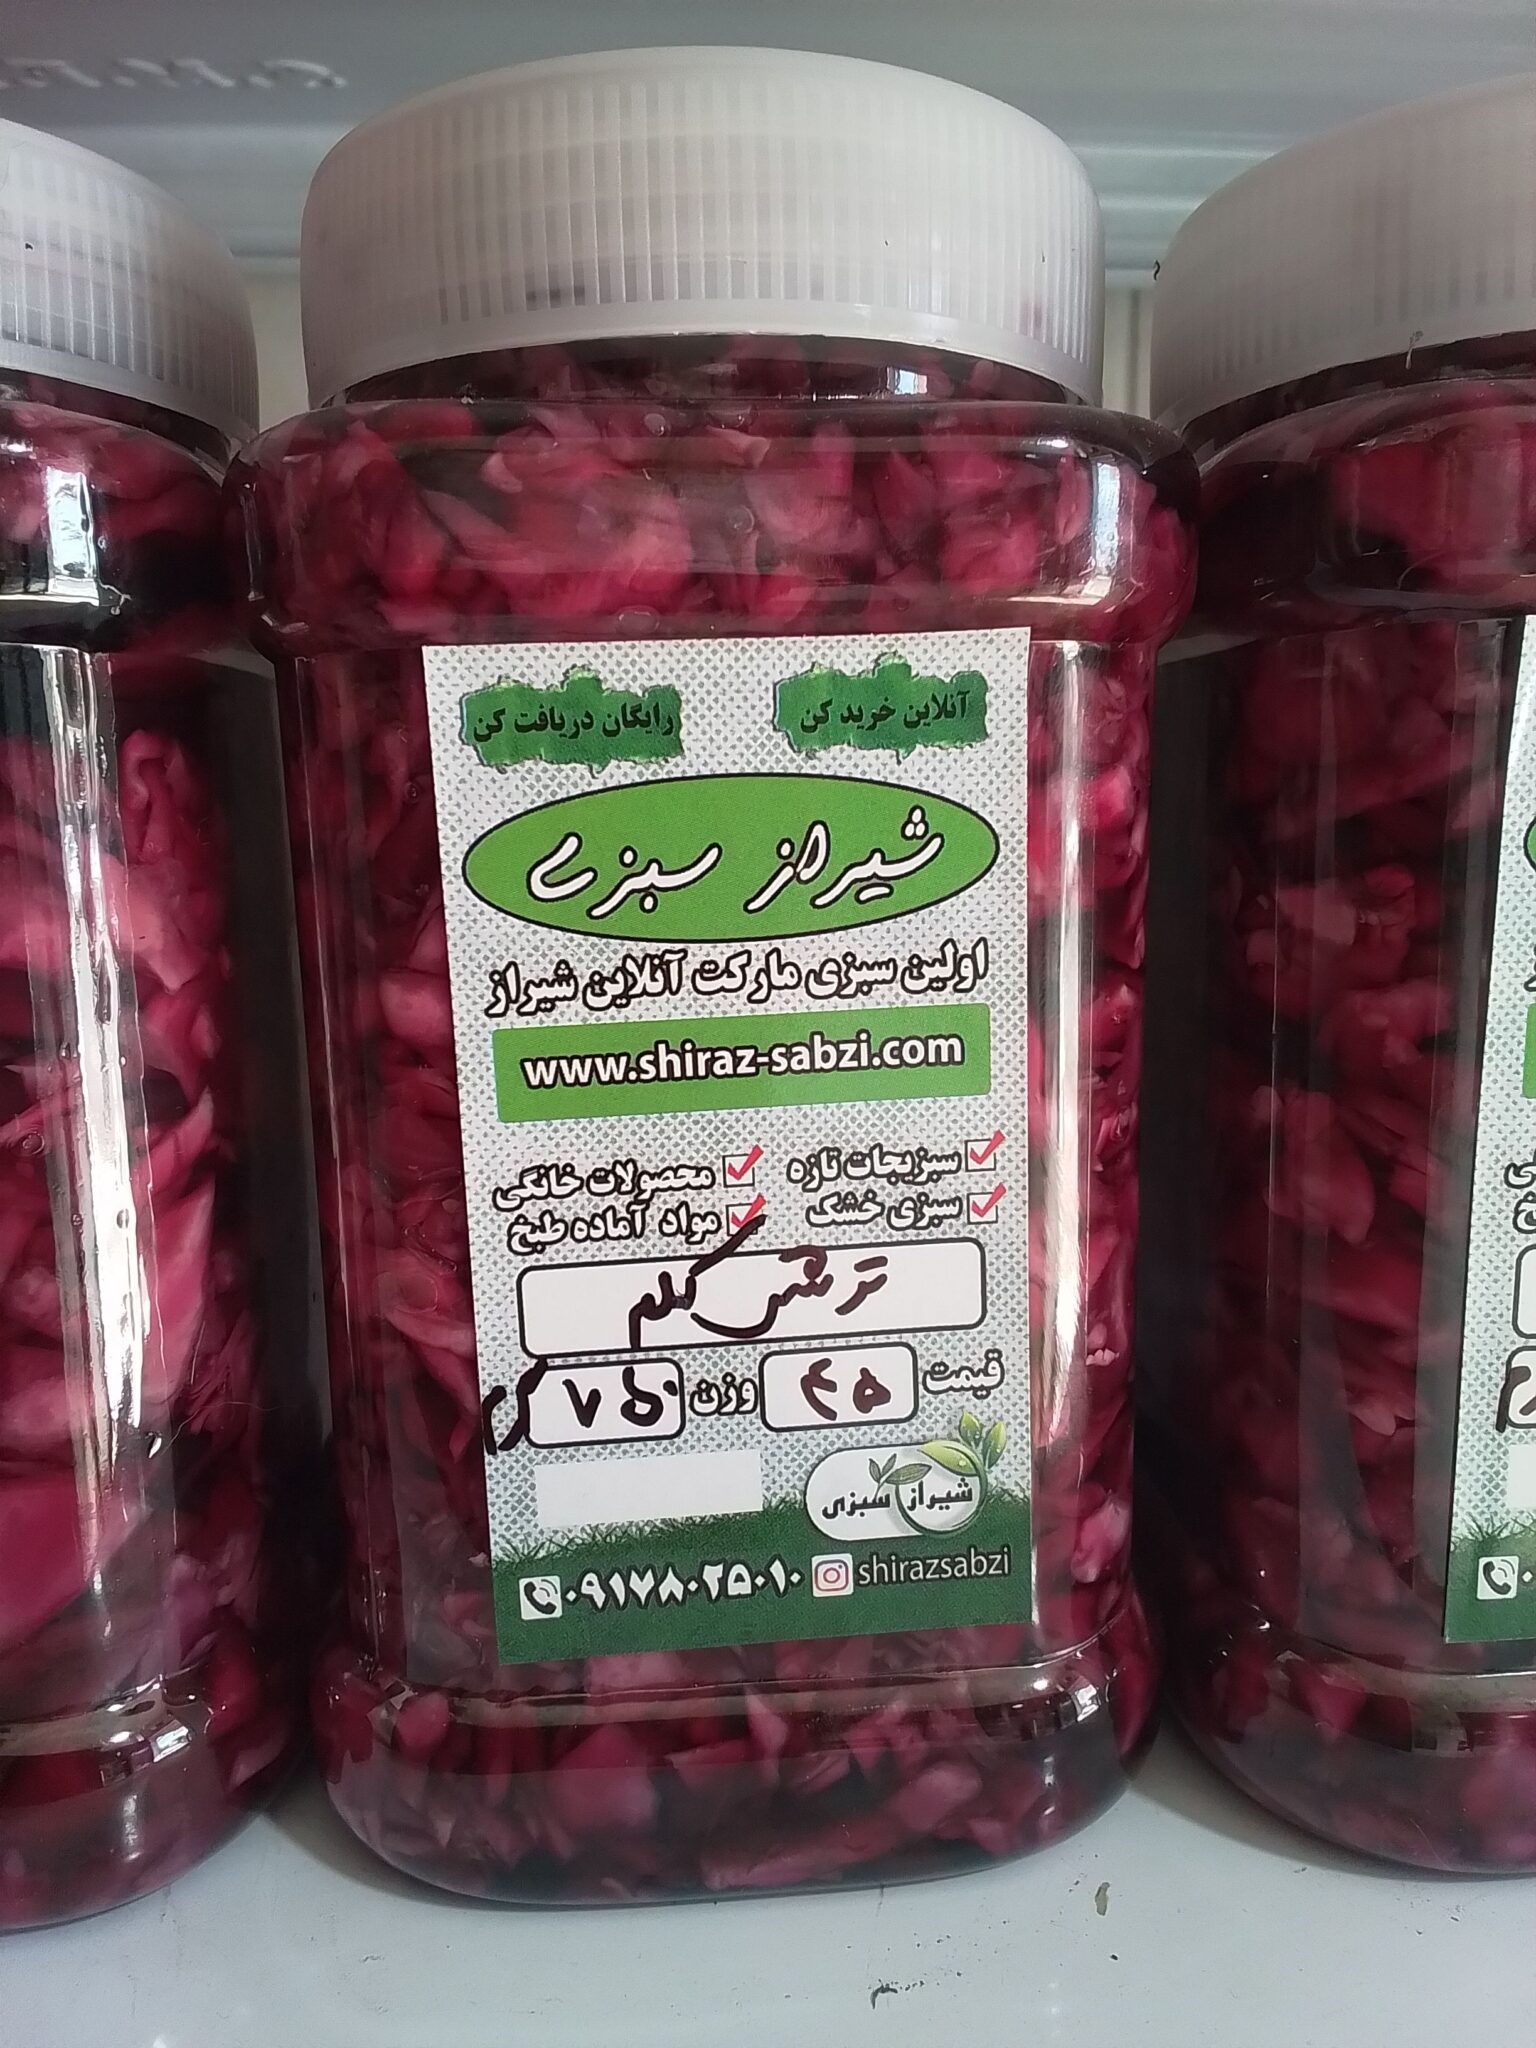 آنلاین خرید کن
رایگان دریافت کن
شیراز سبزی
اولین سبزی مارکت آنلاین شیراز
www.shiraz-sabzi.com
سبزیجات تازه محصولات خانگی
سبزی خشک مواد آماده طبخ
ترشی کلم
قیمت ۴۵ وزن ۷۵۰ گرم
شیراز سبزی
۰۹۱۷۸۰۲۵۰۱۰ shirazsabzi